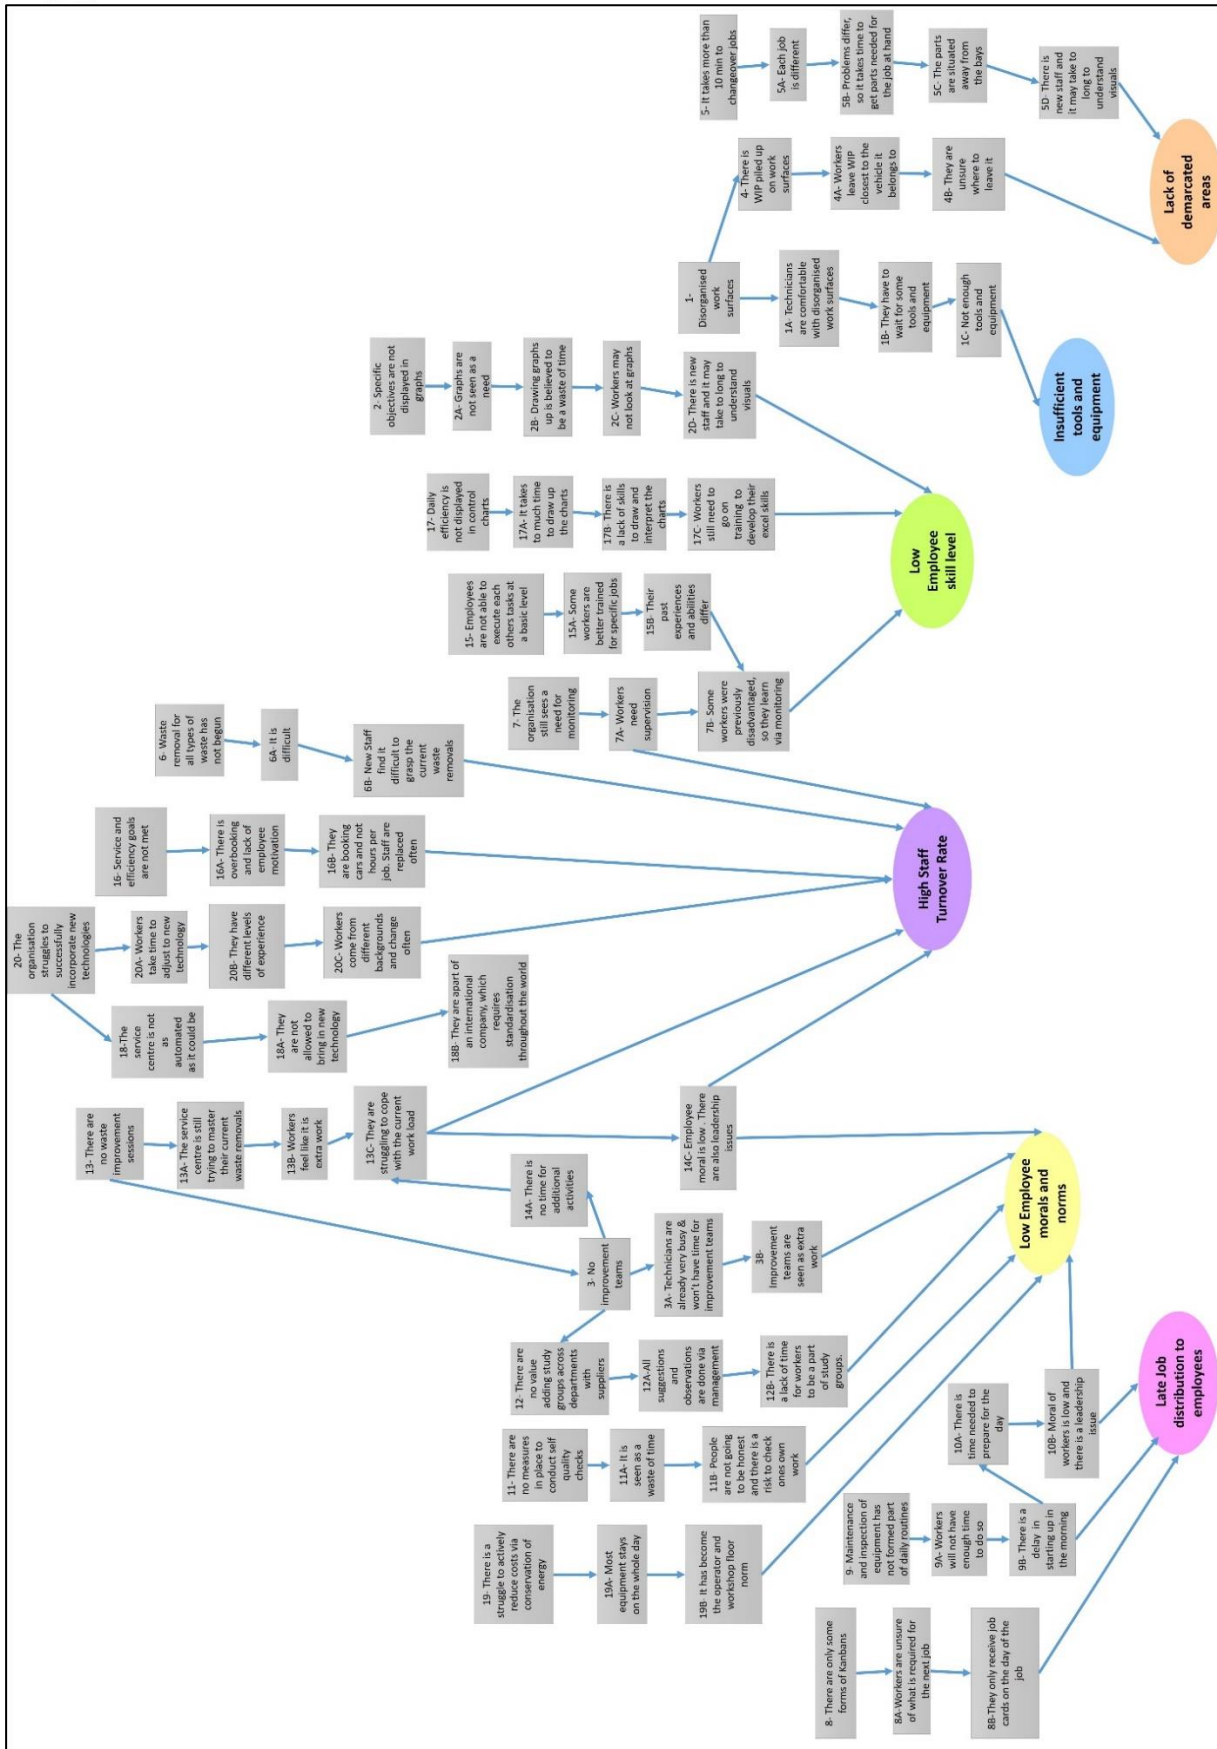 8- There are only some
forms of Kanbans
8A-Workers are unsure
of what is required for
the next job
8B-They only receive job
cards on the day of the
job
9- Maintenance
and inspection of
equipment has
not formed part
of daily routines
9A- Workers
will not have
enough time
to do so
9B- There is a
delay in
starting up in
the morning
10A- There is
time needed to
prepare for the
day
10B- Moral of
workers is low and
there is a leadership
issue
Late Job
distribution to
employees
19- There is a
struggle to actively
reduce costs via
conservation of
energy
19A- Most
equipment stays
on the whole day
19B- It has become
the operator and
workshop floor
norm
11- There are
no measures
in place to
conduct self
quality
checks
11A- It is
seen as a
waste of time
11B- People
are not going
to be honest
and there is a
risk to check
ones own
work
12- There are
no value
adding study
groups across
departments
with
suppliers
12A-All
suggestions
and
observations
are done via
management
12B- There is
a lack of time
for workers
to be a part
of study
groups.
3- No
improvement
teams
3A- Technicians are
already very busy &
won't have time for
improvement teams
3B-
Improvement
teams are
seen as extra
work
14A- There is
no time for
additional
activities
13- There are
no waste
improvement
sessions
13A- The service
centre is still
trying to master
their current
waste removals
13B- Workers
feel like it is
extra work
13C- They are
struggling to cope
with the current
work load
14C- Employee
moral is low . There
are also leadership
issues
Low Employee
morals and
norms
20- The
organisation
struggles to
successfully
incorporate new
technologies
18-The
service
centre is not
as
automated
as it could be
18A- They
are not
allowed to
bring in new
technology
18B- They are apart of
an international
company, which
requires
standardisation
throughout the world
20A- Workers
take time to
adjust to new
technology
20B- They have
different levels
of experience
20C- Workers
come from
different
backgrounds
and change
often
16- Service and
efficiency goals
are not met
16A- There is
overbooking
and lack of
employee
motivation
16B- They
are booking
cars and not
hours per
job. Staff are
replaced
often
6- Waste
removal for
all types of
waste has
not begun
6A- It is
difficult
6B- New Staff
find it
difficult to
grasp the
current
waste
removals
High Staff
Turnover Rate
7- The
organisation
still sees a
need for
monitoring
7A- Workers
need
supervision
7B- Some
workers were
previously
disadvantaged,
so they learn
via monitoring
15- Employees
are not able to
execute each
others tasks at
a basic level
15A- Some
workers are
better trained
for specific jobs
15B- Their
past
experiences
and abilities
differ
17- Daily
efficiency is
not displayed
in control
charts
17A- It takes
to much time
to draw up
the charts
17B- There is
a lack of skills
to draw and
interpret the
charts
17C- Workers
still need to
go on
training to
develop their
excel skills
2- Specific
objectives are not
displayed in
graphs
2A- Graphs are
not seen as a
need
2B- Drawing graphs
up is believed to
be a waste of time
2C- Workers may
not look at graphs
2D- There is new
staff and it may
take to long to
understand
visuals
Low
Employee
skill level
1-
Disorganised
work
surfaces
1A- Technicians
are comfortable
with disorganised
work surfaces
1B- They have to
wait for some
tools and
equipment
1C- Not enough
tools and
equipment
Insufficient
tools and
equipment
4- There is
WIP piled up
on work
surfaces
4A- Workers
leave WIP
closest to the
vehicle it
belongs to
4B- They are
unsure
where to
leave it
5- It takes more than
10 min to
changeover jobs
5A- Each job
is different
5B- Problems differ,
so it takes time to
get parts needed for
the job at hand
5C- The parts
are situated
away from
the bays
5D- There is
new staff and
it may take to
long to
understand
visuals
Lack of
demarcated
areas